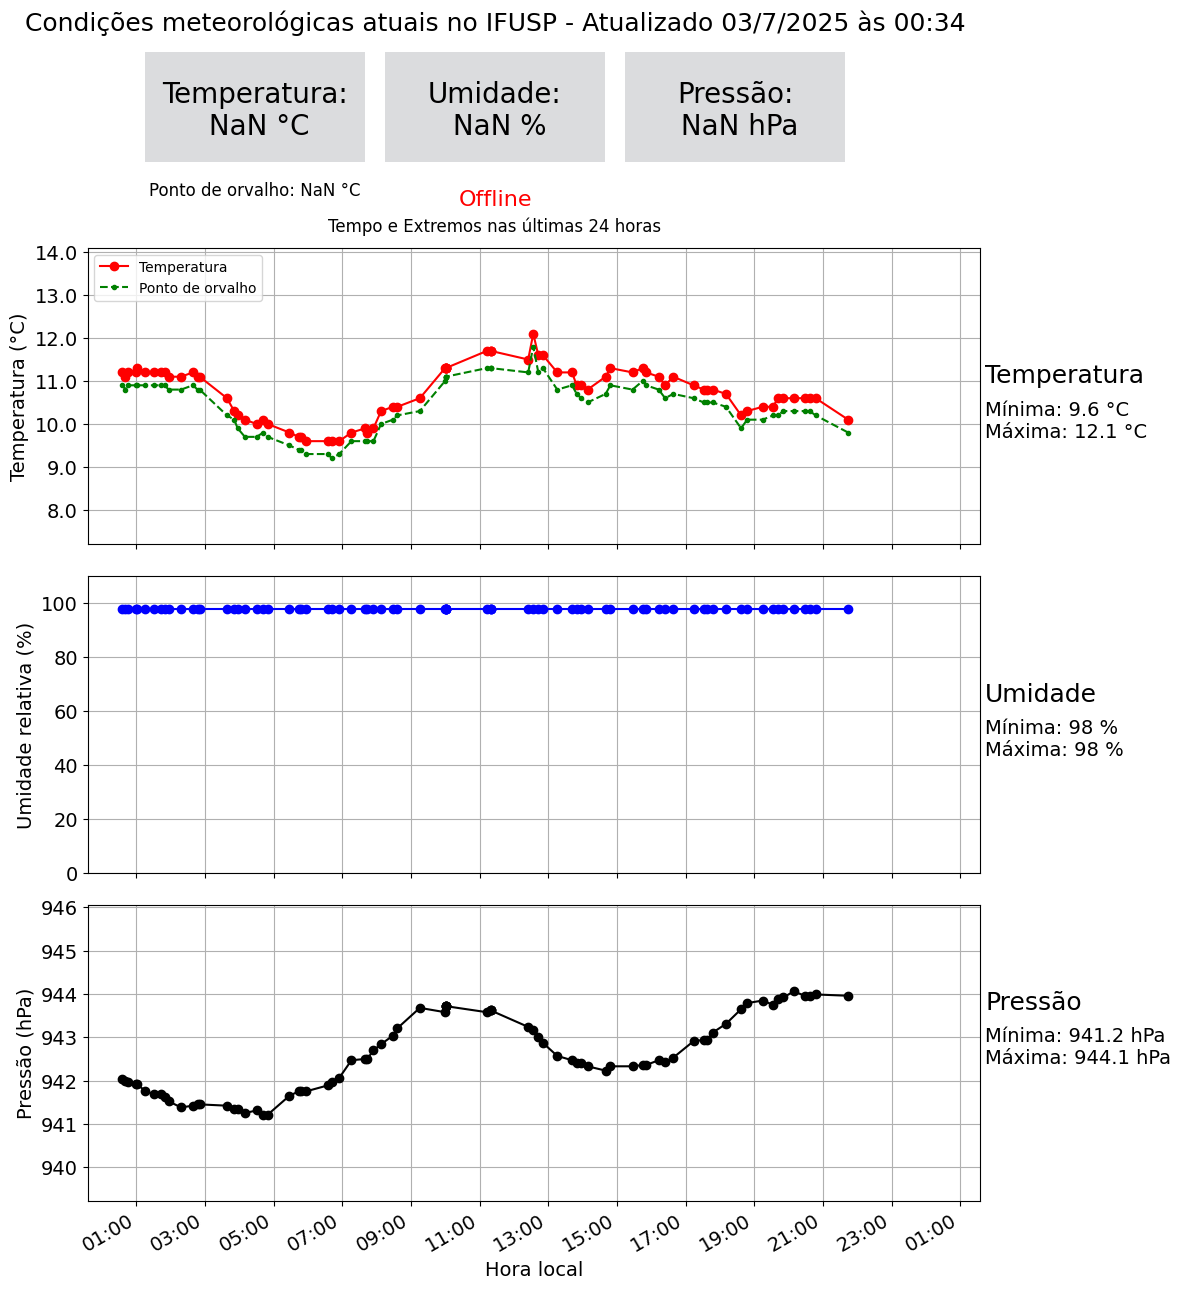 Condições meteorológicas atuais no IFUSP - Atualizado 03/7/2025 às 00:34
Temperatura:
NaN °C
Umidade:
NaN %
Pressão:
NaN hPa
Ponto de orvalho: NaN °C
Offline
Tempo e Extremos nas últimas 24 horas
Temperatura (°C)
14.0
13.0
12.0
11.0
10.0
9.0
8.0
Temperatura
Ponto de orvalho
Temperatura
Mínima: 9.6 °C
Máxima: 12.1 °C
Umidade relativa (%)
100
80
60
40
20
0
Umidade
Mínima: 98 %
Máxima: 98 %
Pressão (hPa)
946
945
944
943
942
941
940
Pressão
Mínima: 941.2 hPa
Máxima: 944.1 hPa
01:00 03:00 05:00 07:00 09:00 11:00 13:00 15:00 17:00 19:00 21:00 23:00 01:00
Hora local